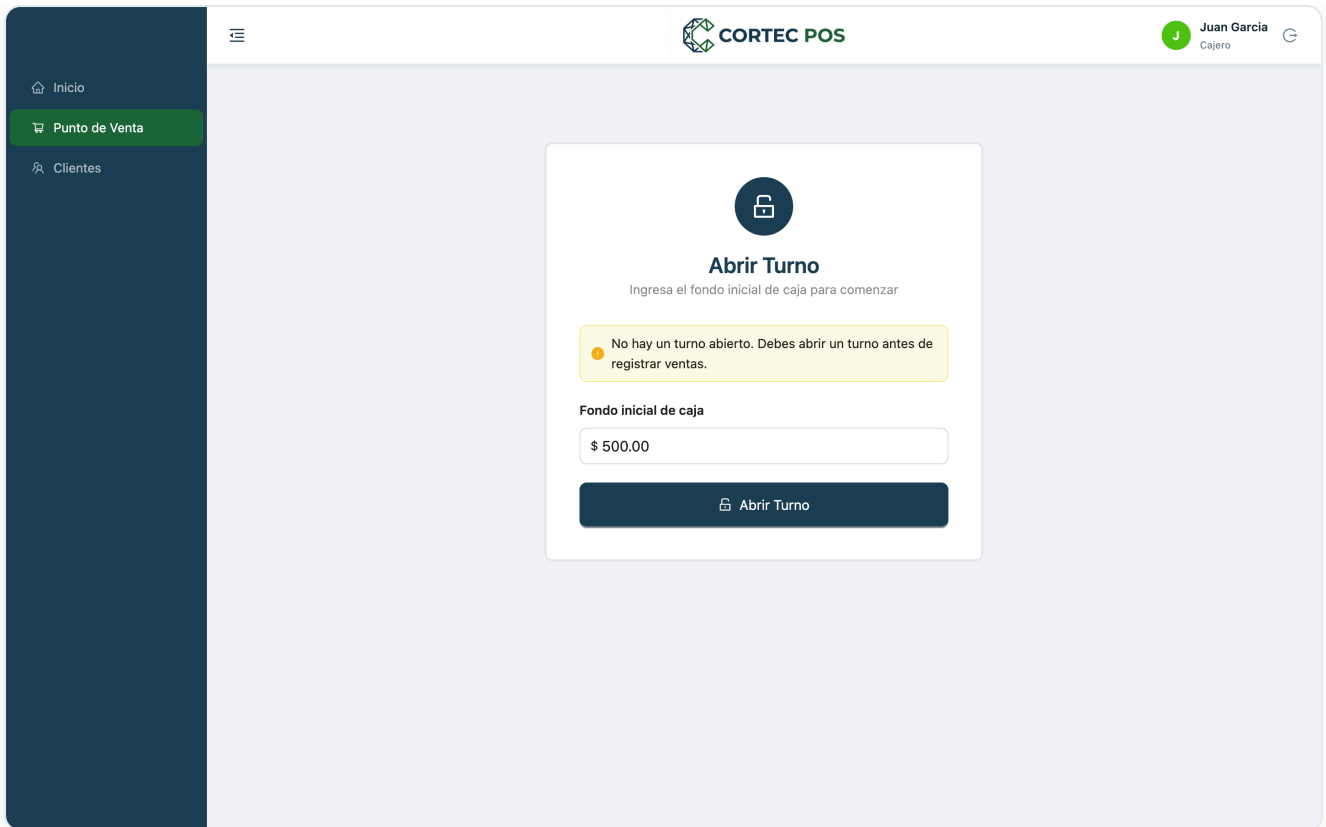 CORTEC POS
J
Juan Garcia
Cajero
Inicio
Punto de Venta
Clientes
Abrir Turno
Ingresa el fondo inicial de caja para comenzar
No hay un turno abierto. Debes abrir un turno antes de
registrar ventas.
Fondo inicial de caja
$ 500.00
Abrir Turno